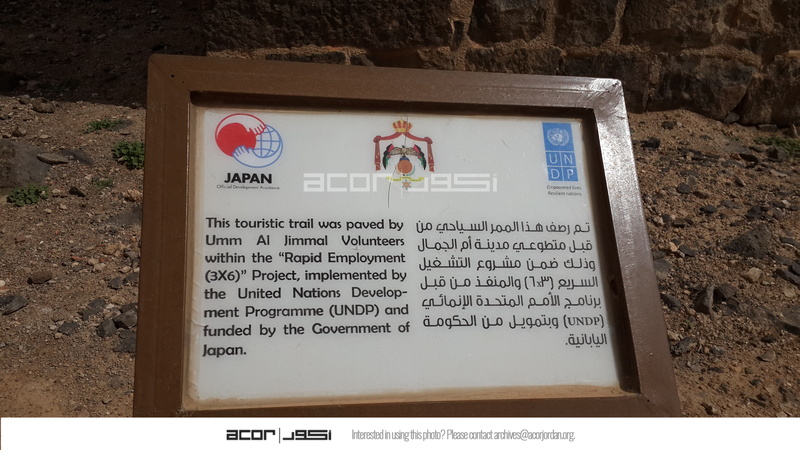 JAPAN
Official Development Assistance
U N
D P
Empowered lives.
Resilient nations.
acor أكور
This touristic trail was paved by
Umm Al Jimmal Volunteers
within the “Rapid Employment
(3X6)” Project, implemented by
the United Nations Develop-
ment Programme (UNDP) and
funded by the Government of
Japan.
تم رصف هذا الممر السياحي من
قبل متطوعي مدينة أم الجمال
وذلك ضمن مشروع التشغيل
السريع (٣×٦) والمنفذ من قبل
برنامج الأمم المتحدة الإنمائي
(UNDP) وبتمويل من الحكومة
اليابانية.
acor | أكور Interested in using this photo? Please contact archives@acorjordan.org.